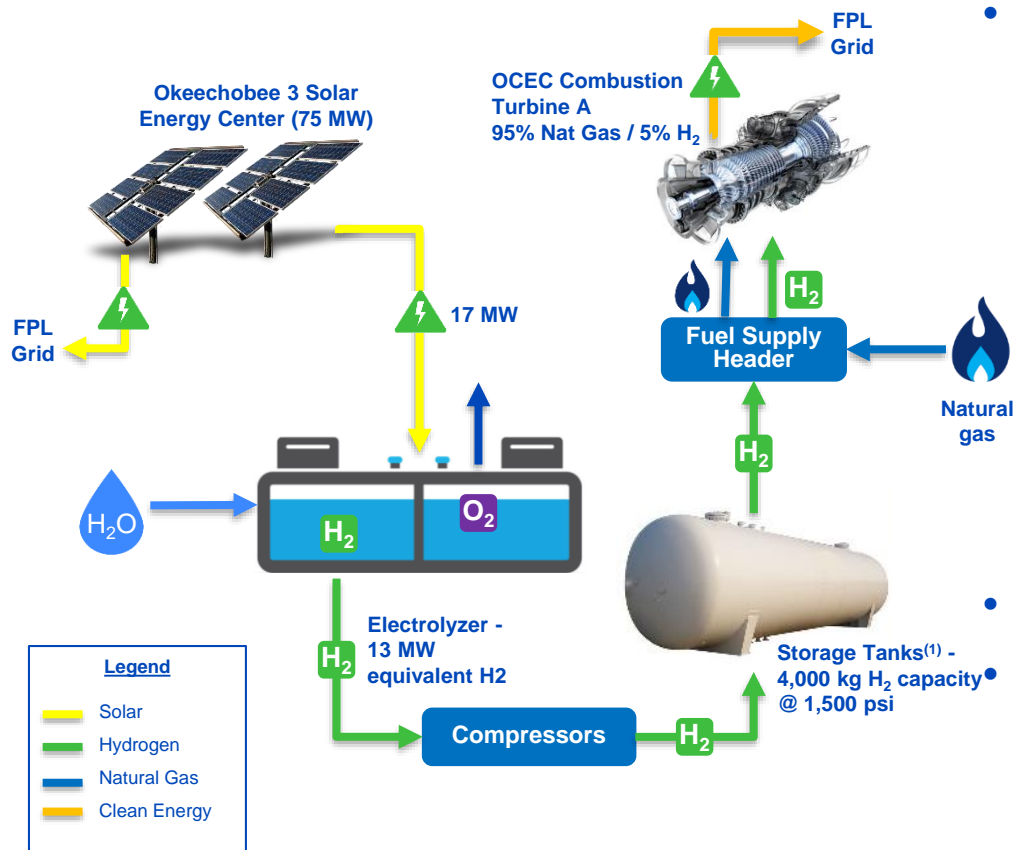 FPL
Grid
OCEC Combustion
Turbine A
95% Nat Gas / 5% H₂
Okeechobee 3 Solar
Energy Center (75 MW)
H₂
17 MW
FPL
Grid
Fuel Supply
Header
Natural
gas
H₂
H₂O
H₂
O₂
Electrolyzer -
13 MW
equivalent H2
H₂
Storage Tanks⁽¹⁾ -
4,000 kg H₂ capacity
@ 1,500 psi
Compressors
H₂
Legend
Solar
Hydrogen
Natural Gas
Clean Energy